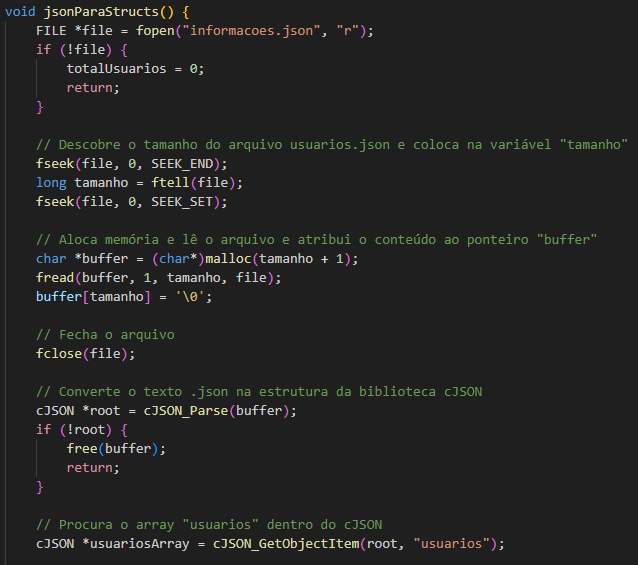 void jsonParaStructs() {
    FILE *file = fopen("informacoes.json", "r");
    if (!file) {
        totalUsuarios = 0;
        return;
    }

    // Descobre o tamanho do arquivo usuarios.json e coloca na variável "tamanho"
    fseek(file, 0, SEEK_END);
    long tamanho = ftell(file);
    fseek(file, 0, SEEK_SET);

    // Aloca memória e lê o arquivo e atribui o conteúdo ao ponteiro "buffer"
    char *buffer = (char*)malloc(tamanho + 1);
    fread(buffer, 1, tamanho, file);
    buffer[tamanho] = '\0';

    // Fecha o arquivo
    fclose(file);

    // Converte o texto .json na estrutura da biblioteca cJSON
    cJSON *root = cJSON_Parse(buffer);
    if (!root) {
        free(buffer);
        return;
    }

    // Procura o array "usuarios" dentro do cJSON
    cJSON *usuariosArray = cJSON_GetObjectItem(root, "usuarios");